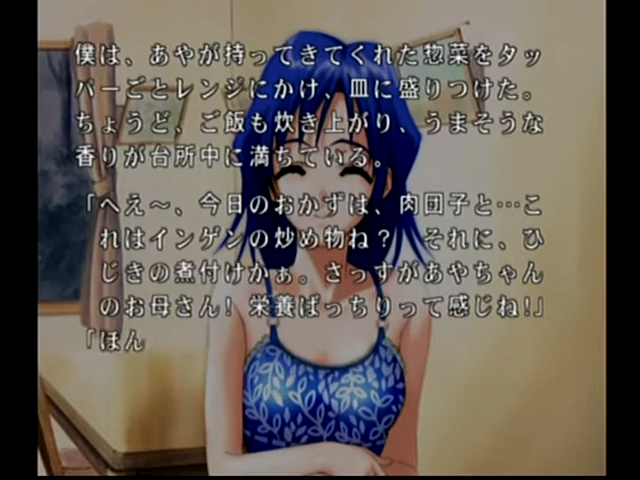 僕は、あやが持ってきてくれた惣菜をタッ
パーごとレンジにかけ、皿に盛りつけた。
ちょうど、ご飯も炊き上がり、うまそうな
香りが台所中に満ちている。
「へえ～、今日のおかずは、肉団子と…こ
れはインゲンの炒め物ね？　それに、ひ
じきの煮付けかぁ。さっすがあやちゃん
のお母さん！栄養ばっちりって感じね！」
「ほん